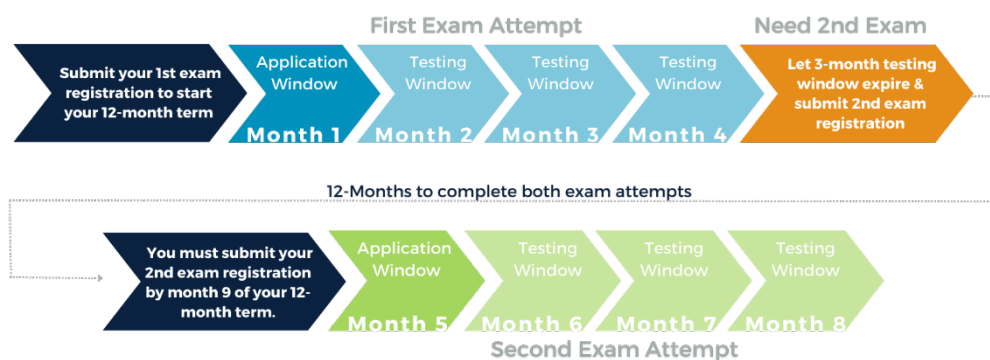 First Exam Attempt
Need 2nd Exam
Submit your 1st exam
registration to start
your 12-month term
Application
Window
Month 1
Testing
Window
Month 2
Testing
Window
Month 3
Testing
Window
Month 4
Let 3-month testing
window expire &
submit 2nd exam
registration
12-Months to complete both exam attempts
You must submit your
2nd exam registration
by month 9 of your 12-
month term.
Application
Window
Month 5
Testing
Window
Month 6
Testing
Window
Month 7
Testing
Window
Month 8
Second Exam Attempt